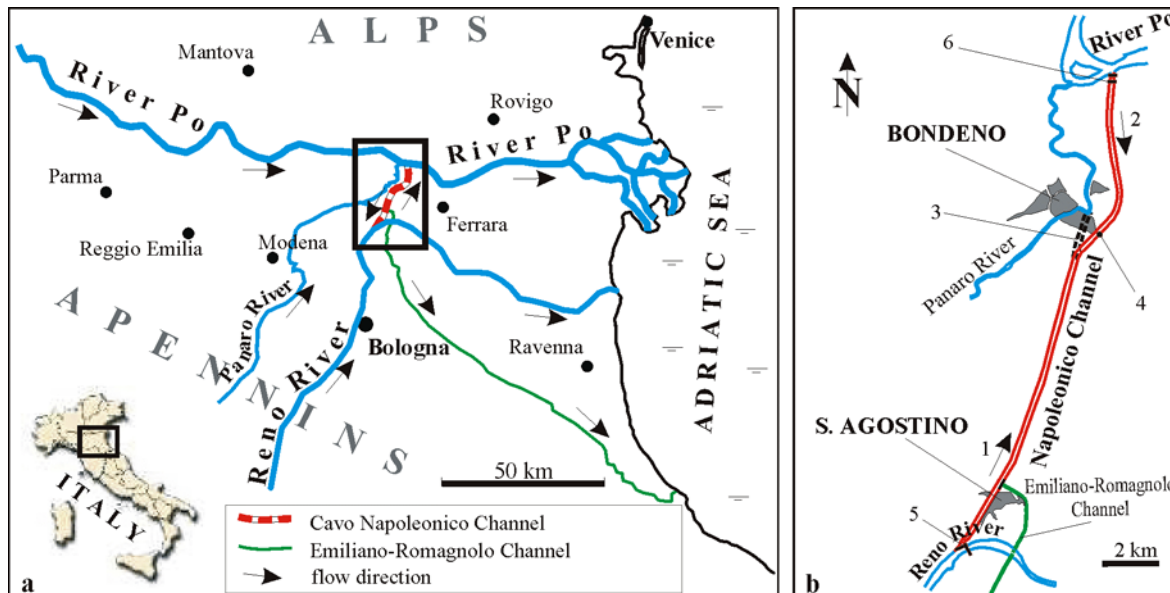 A L P S
Mantova
Venice
River Po
Rovigo
River Po
Parma
Reggio Emilia
Modena
Ferrara
ADRIATIC SEA
Panaro River
APENNINS
Reno River
Bologna
Ravenna
50 km
ITALY
Cavo Napoleonico Channel
Emiliano-Romagnolo Channel
flow direction
a
6
River Po
N
2
BONDENO
3
Panaro River
4
Napoleonico Channel
S. AGOSTINO
1
Emiliano-Romagnolo
Channel
5
Reno River
2 km
b